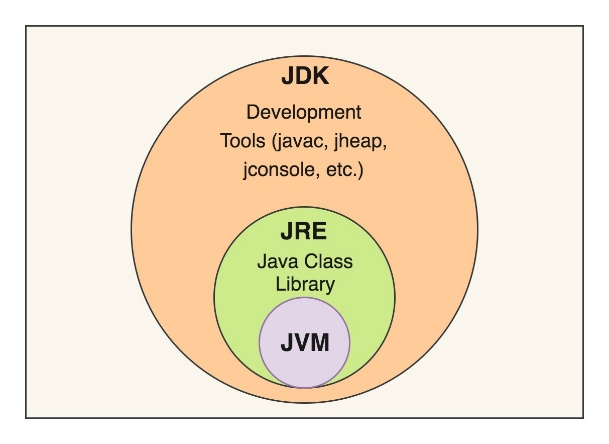 JDK
Development
Tools (javac, jheap,
jconsole, etc.)
JRE
Java Class
Library
JVM